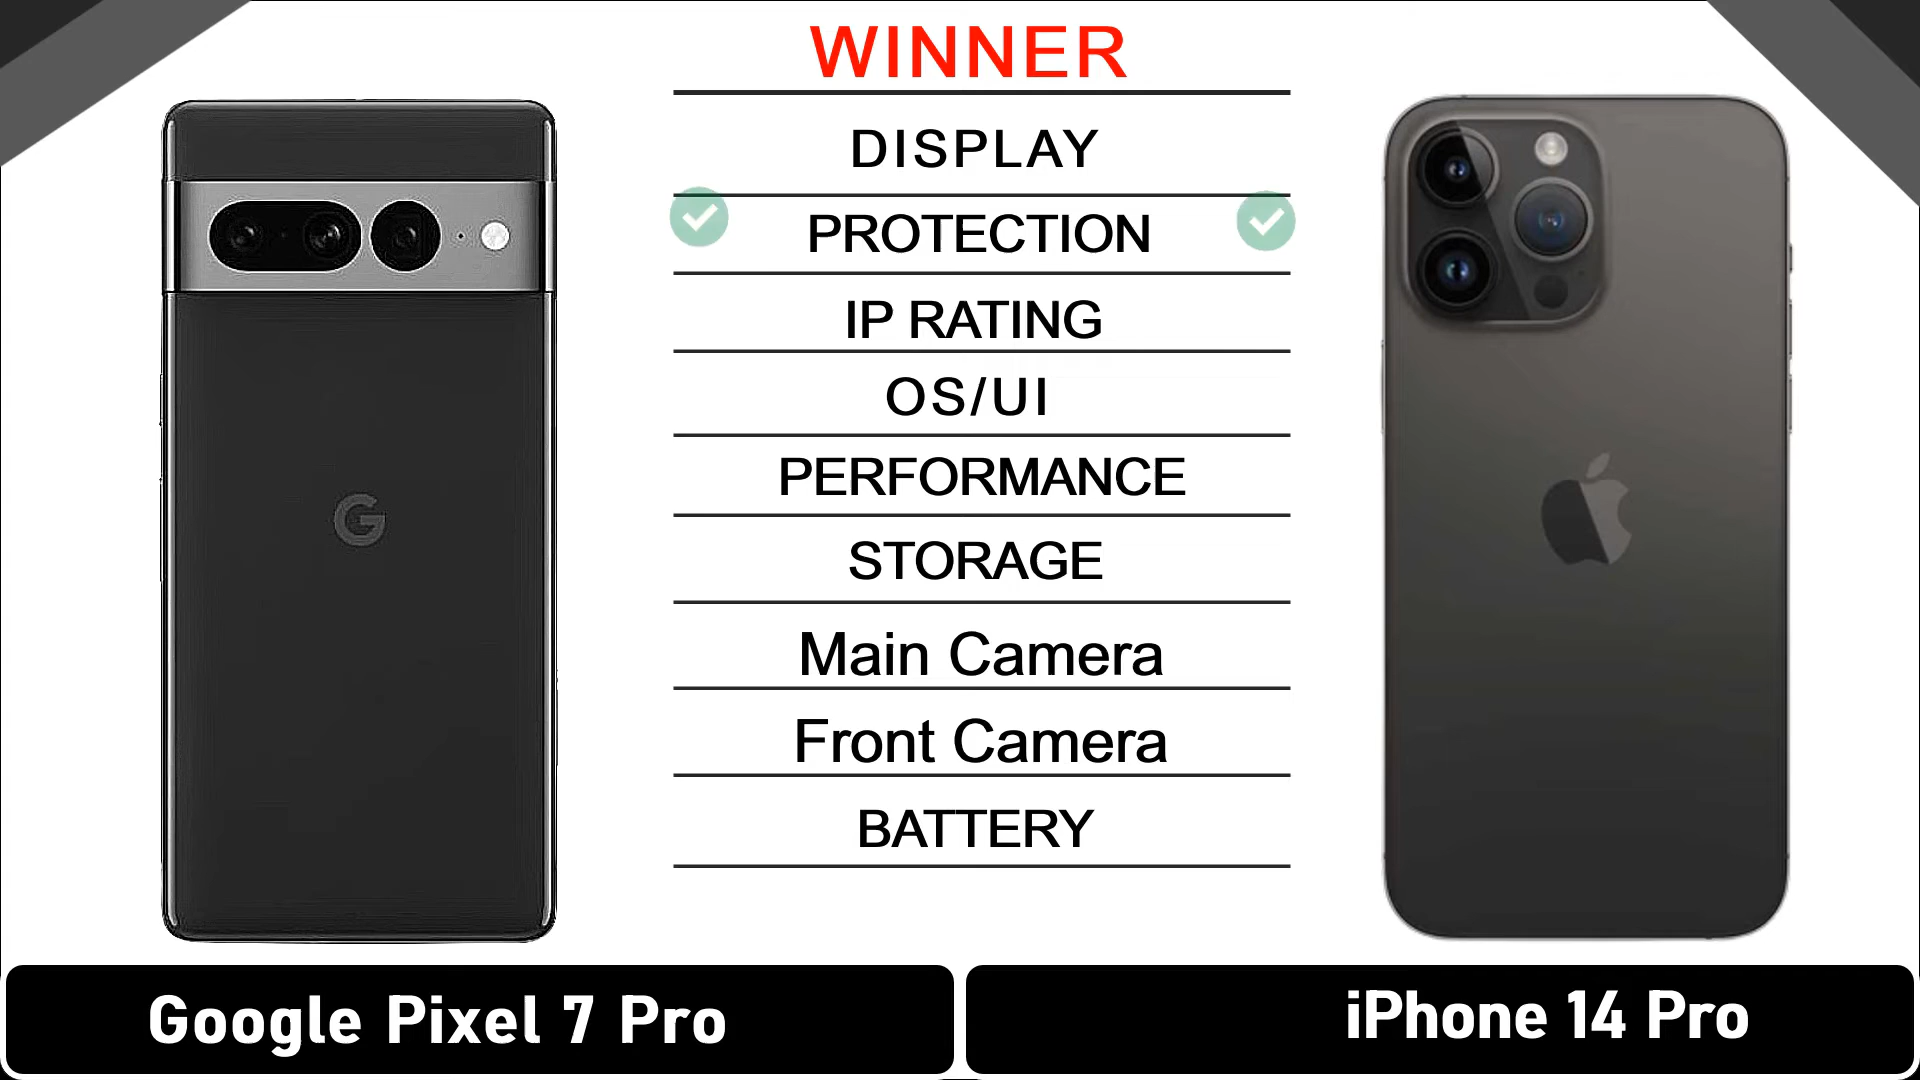 WINNER
DISPLAY
PROTECTION
IP RATING
OS/UI
PERFORMANCE
STORAGE
Main Camera
Front Camera
BATTERY
G
Google Pixel 7 Pro
iPhone 14 Pro